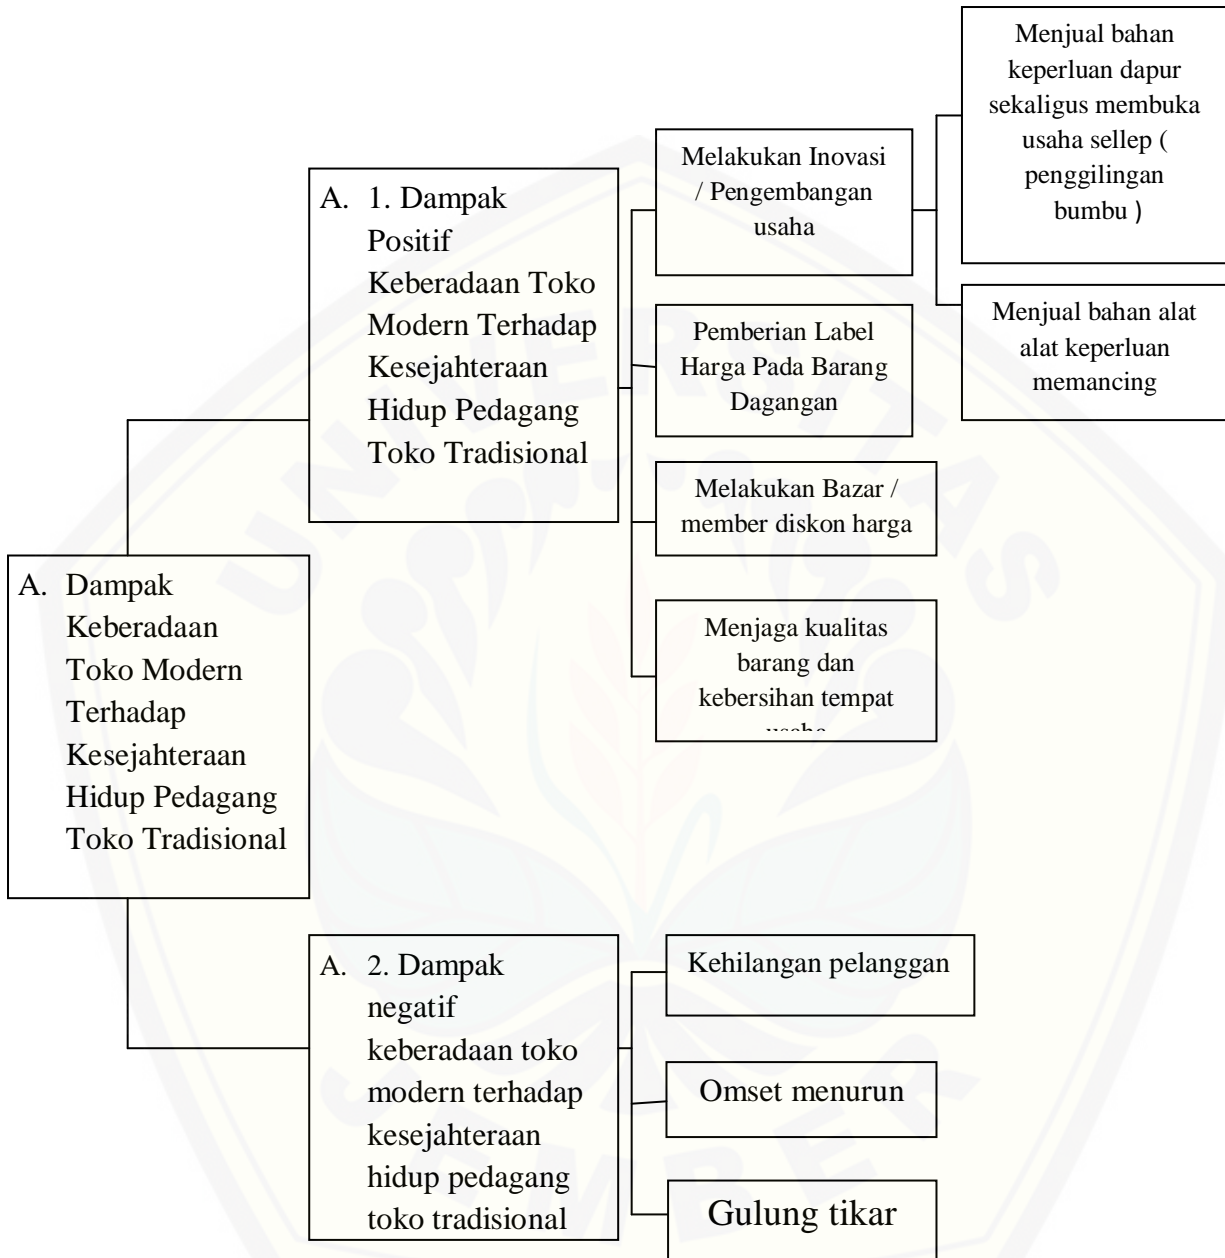 Menjual bahan
keperluan dapur
sekaligus membuka
usaha sellep (
penggilingan
bumbu )
Melakukan Inovasi
/ Pengembangan
usaha
A. 1. Dampak
Positif
Keberadaan Toko
Modern Terhadap
Kesejahteraan
Hidup Pedagang
Toko Tradisional
Menjual bahan alat
alat keperluan
memancing
Pemberian Label
Harga Pada Barang
Dagangan
Melakukan Bazar /
member diskon harga
A. Dampak
Keberadaan
Toko Modern
Terhadap
Kesejahteraan
Hidup Pedagang
Toko Tradisional
Menjaga kualitas
barang dan
kebersihan tempat
usaha
A. 2. Dampak
negatif
keberadaan toko
modern terhadap
kesejahteraan
hidup pedagang
toko tradisional
Kehilangan pelanggan
Omset menurun
Gulung tikar
UNIVERSITAS
JEMBER